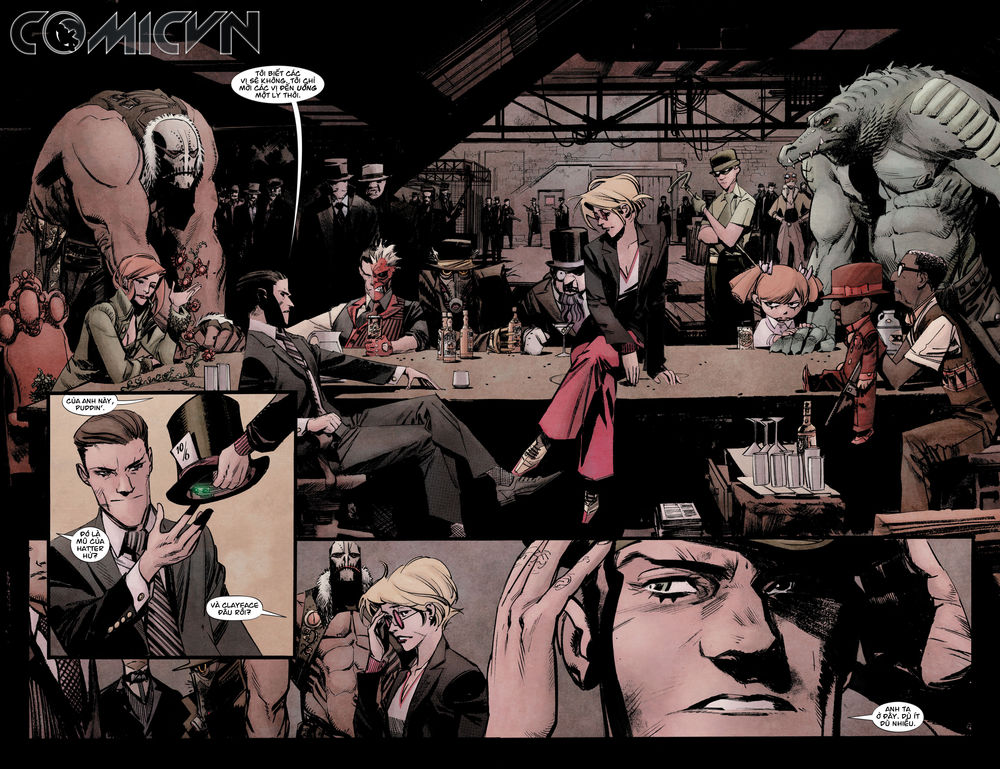 COMICVN
TÔI BIẾT CÁC
VỊ SẼ KHÔNG. TÔI CHỈ
MỜI CÁC VỊ ĐẾN UỐNG
MỘT LY THÔI.
CỦA ANH NÀY,
PUDDIN'.
10/6
ĐÓ LÀ
MŨ CỦA
HATTER
HỬ?
VÀ CLAYFACE
ĐÂU RỒI?
ANH TA
Ở ĐÂY. DÙ ÍT
DÙ NHIỀU.